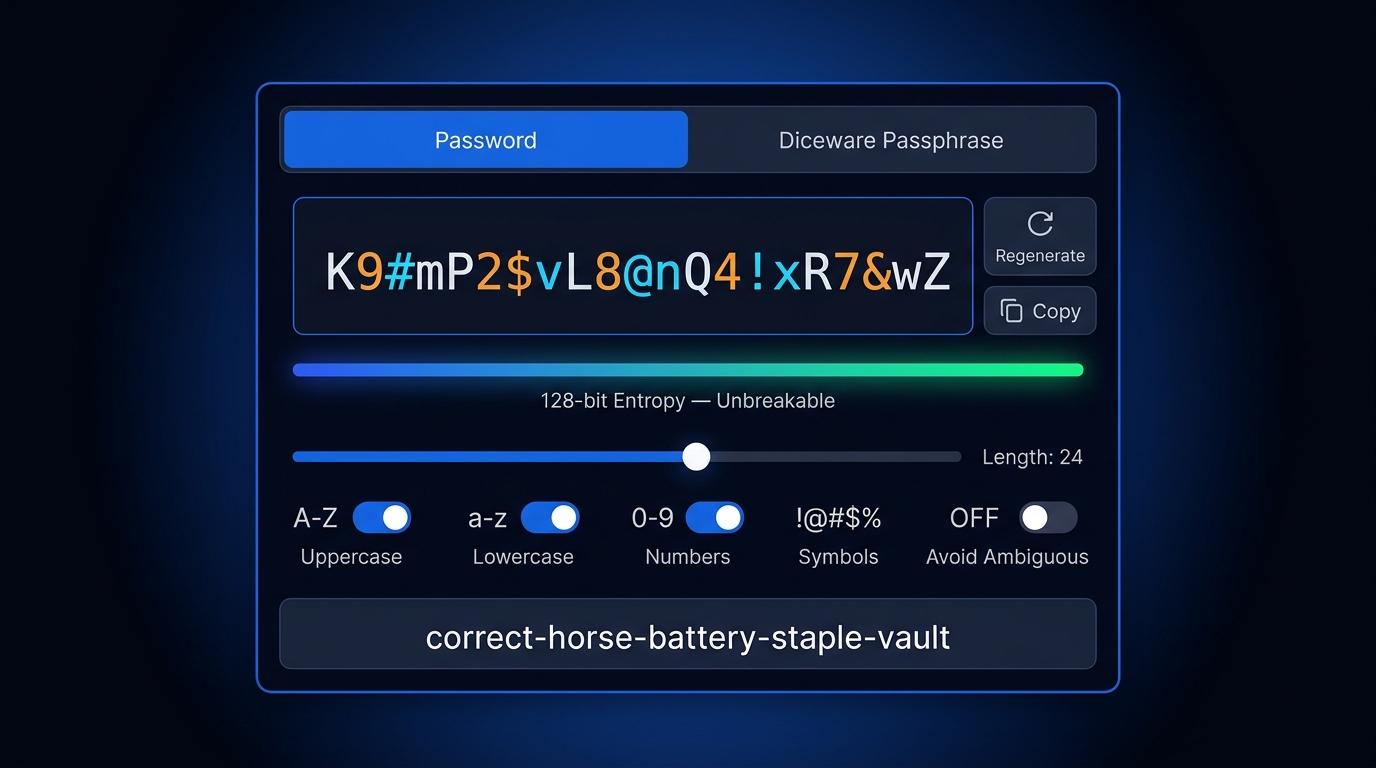 Password
Diceware Passphrase
K9#mP2$vL8@nQ4!xR7&wZ
Regenerate
Copy
128-bit Entropy — Unbreakable
Length: 24
A-Z
a-z
0-9
!@#$%
OFF
Uppercase
Lowercase
Numbers
Symbols
Avoid Ambiguous
correct-horse-battery-staple-vault